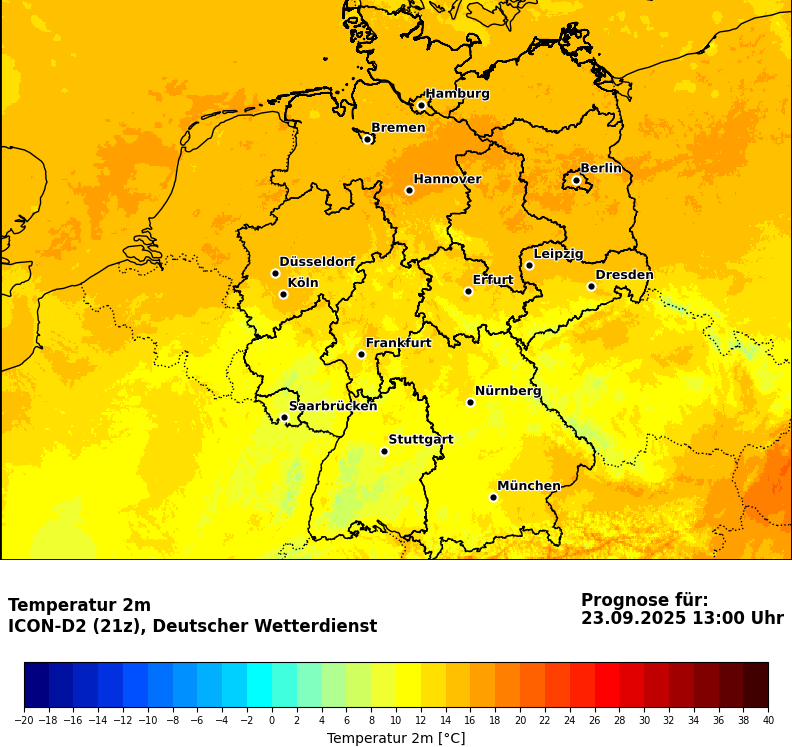 Hamburg
Bremen
Berlin
Hannover
Leipzig
Düsseldorf
Dresden
Erfurt
Köln
Frankfurt
Nürnberg
Saarbrücken
Stuttgart
München
Temperatur 2m
ICON-D2 (21z), Deutscher Wetterdienst
Prognose für:
23.09.2025 13:00 Uhr
−20 −18 −16 −14 −12 −10 −8 −6 −4 −2 0 2 4 6 8 10 12 14 16 18 20 22 24 26 28 30 32 34 36 38 40
Temperatur 2m [°C]